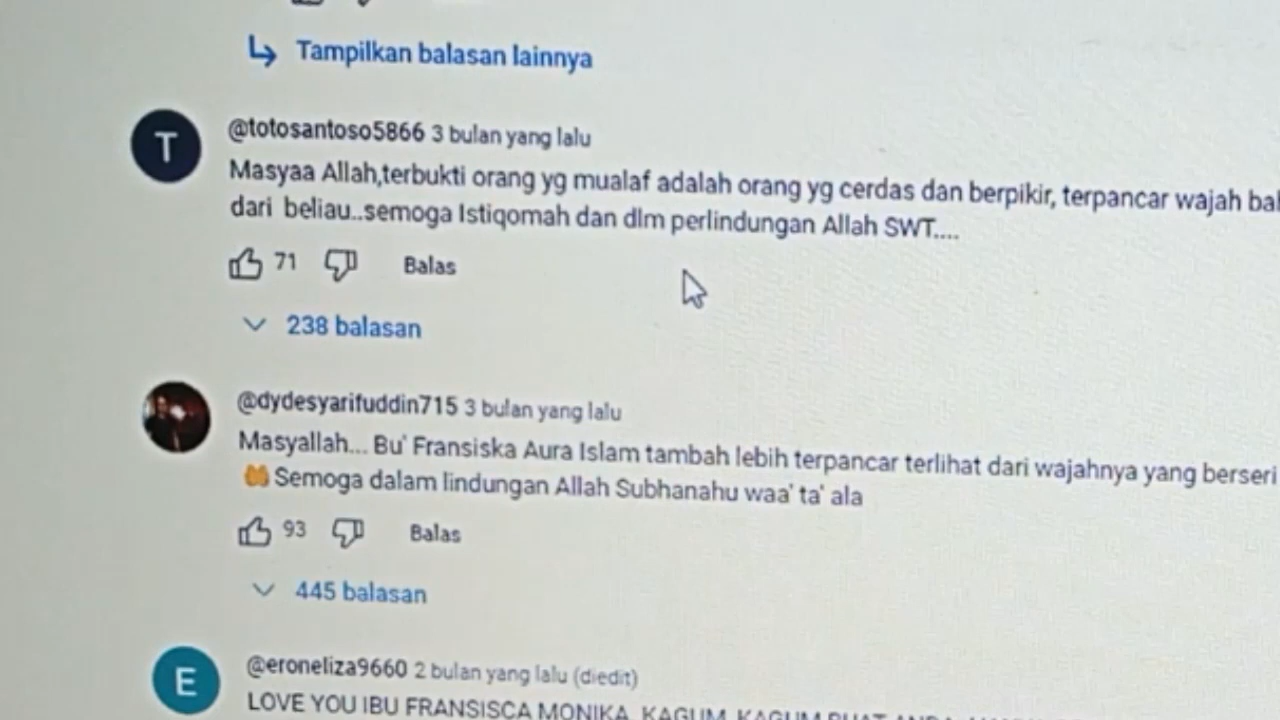 Tampilkan balasan lainnya
T
@totosantoso5866 3 bulan yang lalu
Masyaa Allah,terbukti orang yg mualaf adalah orang yg cerdas dan berpikir, terpancar wajah
dari beliau..semoga Istiqomah dan dlm perlindungan Allah SWT....
71 Balas
238 balasan
@dydesyarifuddin715 3 bulan yang lalu
Masyallah... Bu' Fransiska Aura Islam tambah lebih terpancar terlihat dari wajahnya yang berseri
Semoga dalam lindungan Allah Subhanahu waa' ta' ala
93 Balas
445 balasan
E
@eroneliza9660 2 bulan yang lalu (diedit)
LOVE YOU IBU FRANSISCA MONIKA, KAGUM, KAGUM